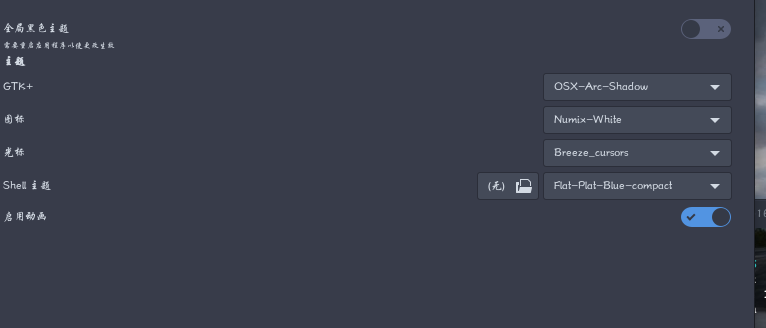 全局黑色主题
需要重启应用程序以使更改生效
主题
GTK+ OSX-Arc-Shadow
图标 Numix-White
光标 Breeze_cursors
Shell 主题 (无) Flat-Plat-Blue-compact
启用动画